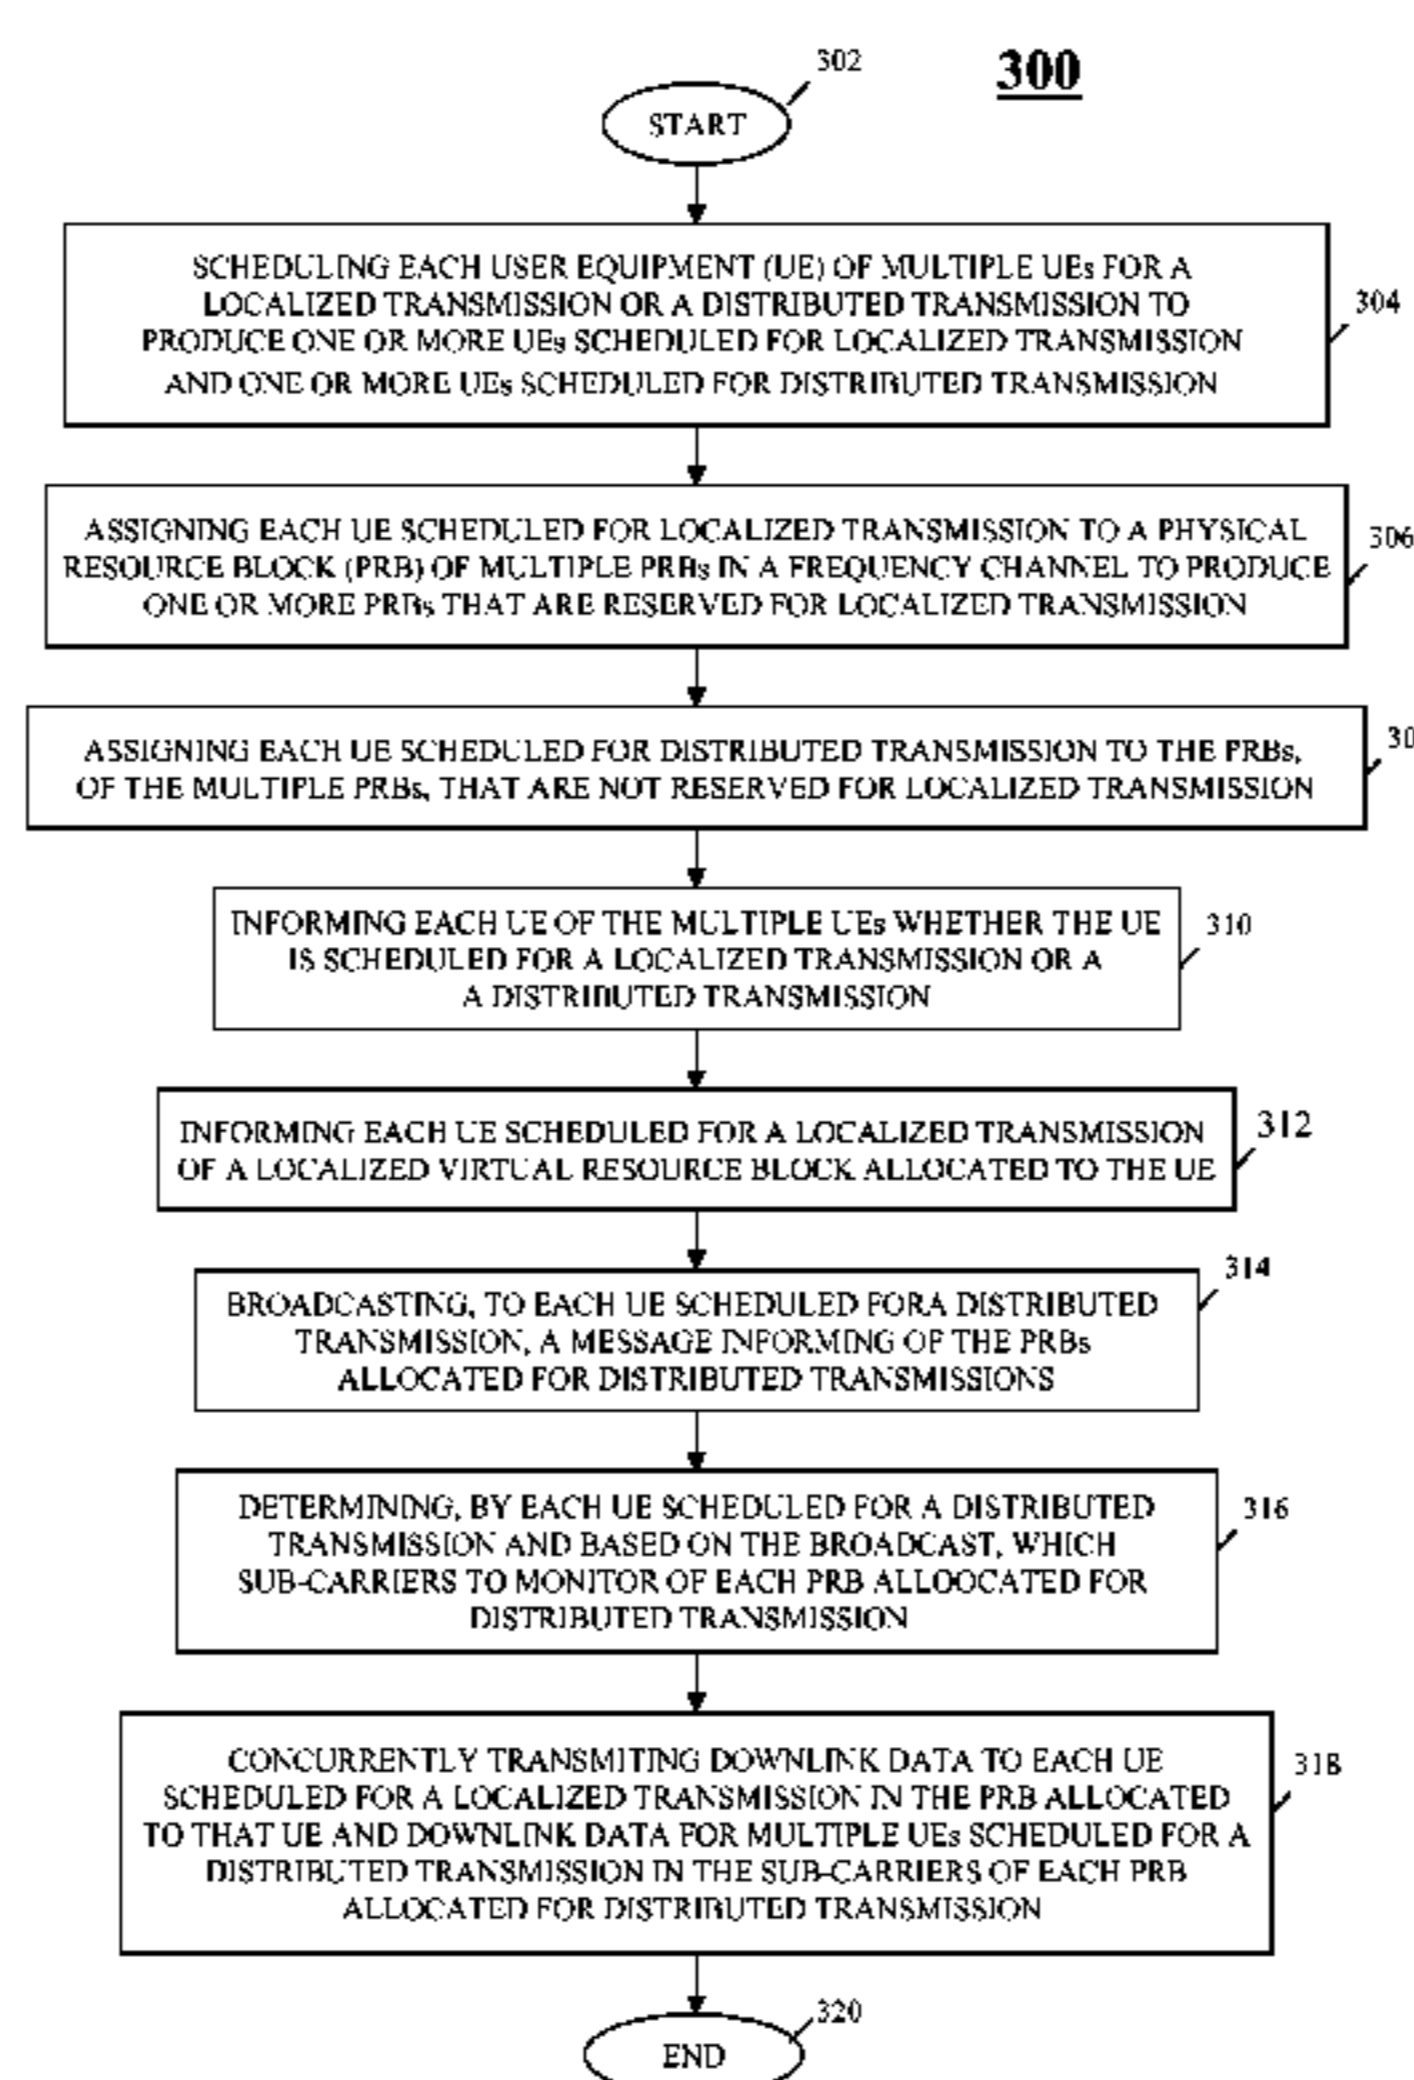 302
300
START
SCHEDULING EACH USER EQUIPMENT (UE) OF MULTIPLE UEs FOR A
LOCALIZED TRANSMISSION OR A DISTRIBUTED TRANSMISSION TO
PRODUCE ONE OR MORE UEs SCHEDULED FOR LOCALIZED TRANSMISSION
AND ONE OR MORE UEs SCHEDULED FOR DISTRIBUTED TRANSMISSION
304
ASSIGNING EACH UE SCHEDULED FOR LOCALIZED TRANSMISSION TO A PHYSICAL
RESOURCE BLOCK (PRB) OF MULTIPLE PRBs IN A FREQUENCY CHANNEL TO PRODUCE
ONE OR MORE PRBs THAT ARE RESERVED FOR LOCALIZED TRANSMISSION
306
ASSIGNING EACH UE SCHEDULED FOR DISTRIBUTED TRANSMISSION TO THE PRBs,
OF THE MULTIPLE PRBs, THAT ARE NOT RESERVED FOR LOCALIZED TRANSMISSION
30
INFORMING EACH UE OF THE MULTIPLE UEs WHETHER THE UE
IS SCHEDULED FOR A LOCALIZED TRANSMISSION OR A
A DISTRIBUTED TRANSMISSION
310
INFORMING EACH UE SCHEDULED FOR A LOCALIZED TRANSMISSION
OF A LOCALIZED VIRTUAL RESOURCE BLOCK ALLOCATED TO THE UE
312
BROADCASTING, TO EACH UE SCHEDULED FORA DISTRIBUTED
TRANSMISSION, A MESSAGE INFORMING OF THE PRBs
ALLOCATED FOR DISTRIBUTED TRANSMISSIONS
314
DETERMINING, BY EACH UE SCHEDULED FOR A DISTRIBUTED
TRANSMISSION AND BASED ON THE BROADCAST, WHICH
SUB-CARRIERS TO MONITOR OF EACH PRB ALLOOCATED FOR
DISTRIBUTED TRANSMISSION
316
CONCURRENTLY TRANSMITING DOWNLINK DATA TO EACH UE
SCHEDULED FOR A LOCALIZED TRANSMISSION IN THE PRB ALLOCATED
TO THAT UE AND DOWNLINK DATA FOR MULTIPLE UEs SCHEDULED FOR A
DISTRIBUTED TRANSMISSION IN THE SUB-CARRIERS OF EACH PRB
ALLOCATED FOR DISTRIBUTED TRANSMISSION
318
320
END